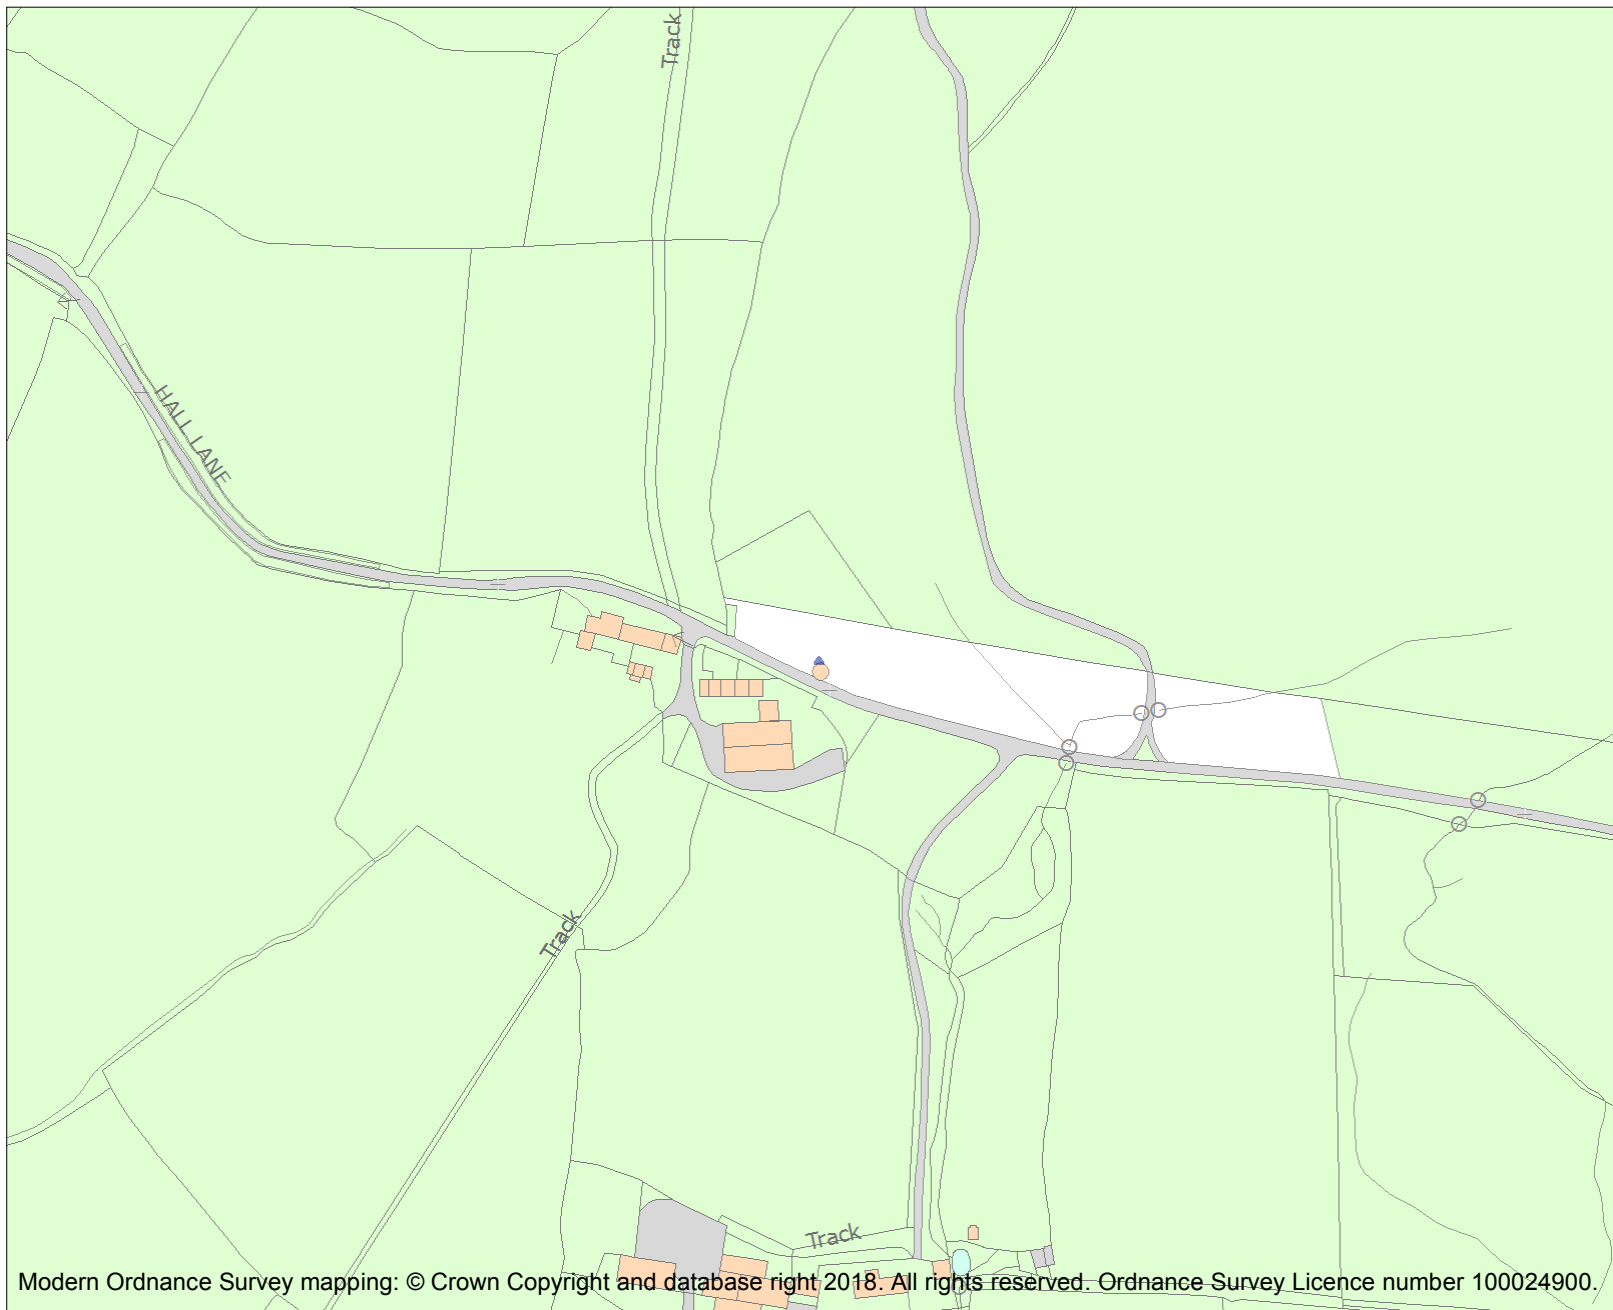 Track
HALL LANE
Track
Track
Modern Ordnance Survey mapping: © Crown Copyright and database right 2018. All rights reserved. Ordnance Survey Licence number 100024900.